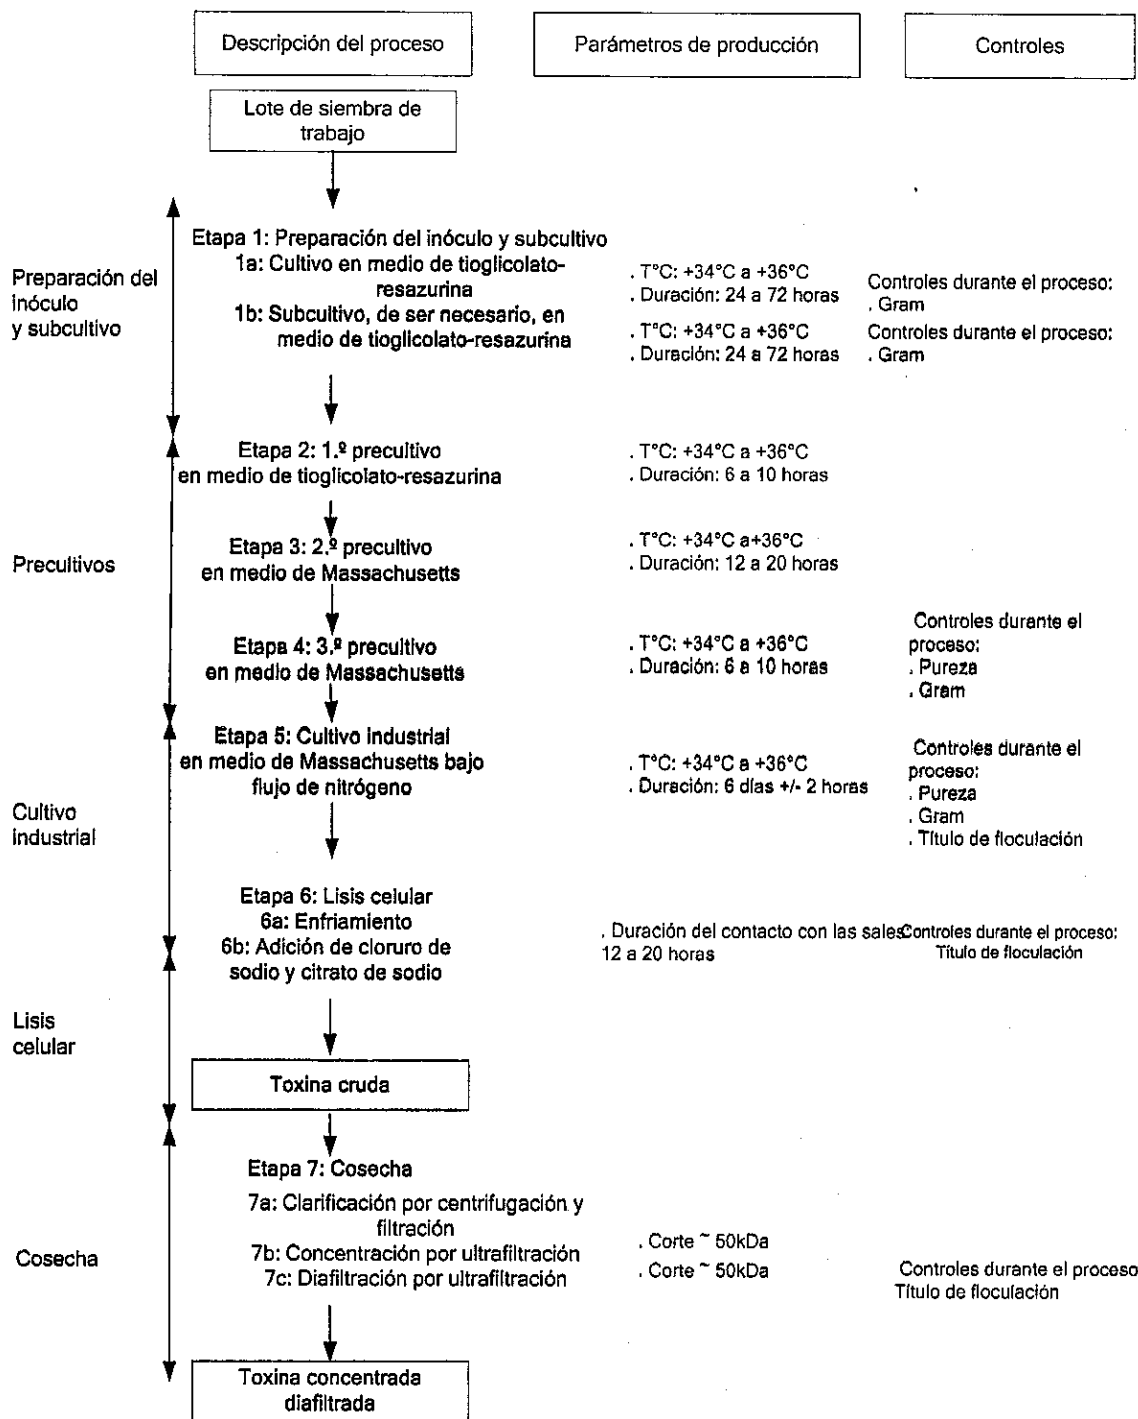 Descripción del proceso
Parámetros de producción
Controles
Lote de siembra de
trabajo
Preparación del
inóculo
y subcultivo
Etapa 1: Preparación del inóculo y subcultivo
1a: Cultivo en medio de tioglicolato-
resazurina
1b: Subcultivo, de ser necesario, en
medio de tioglicolato-resazurina
. T°C: +34°C a +36°C
. Duración: 24 a 72 horas
. T°C: +34°C a +36°C
. Duración: 24 a 72 horas
Controles durante el proceso:
. Gram
Controles durante el proceso:
. Gram
Precultivos
Etapa 2: 1.º precultivo
en medio de tioglicolato-resazurina
. T°C: +34°C a +36°C
. Duración: 6 a 10 horas
Etapa 3: 2.º precultivo
en medio de Massachusetts
. T°C: +34°C a+36°C
. Duración: 12 a 20 horas
Etapa 4: 3.º precultivo
en medio de Massachusetts
. T°C: +34°C a +36°C
. Duración: 6 a 10 horas
Controles durante el
proceso:
. Pureza
. Gram
Cultivo
industrial
Etapa 5: Cultivo industrial
en medio de Massachusetts bajo
flujo de nitrógeno
. T°C: +34°C a +36°C
. Duración: 6 días +/- 2 horas
Controles durante el
proceso:
. Pureza
. Gram
. Título de floculación
Etapa 6: Lisis celular
6a: Enfriamiento
6b: Adición de cloruro de
sodio y citrato de sodio
. Duración del contacto con las sales:
12 a 20 horas
Controles durante el proceso:
Título de floculación
Lisis
celular
Toxina cruda
Cosecha
Etapa 7: Cosecha
7a: Clarificación por centrifugación y
filtración
7b: Concentración por ultrafiltración
7c: Diafiltración por ultrafiltración
. Corte ~ 50kDa
. Corte ~ 50kDa
Controles durante el proceso
Título de floculación
Toxina concentrada
diafiltrada